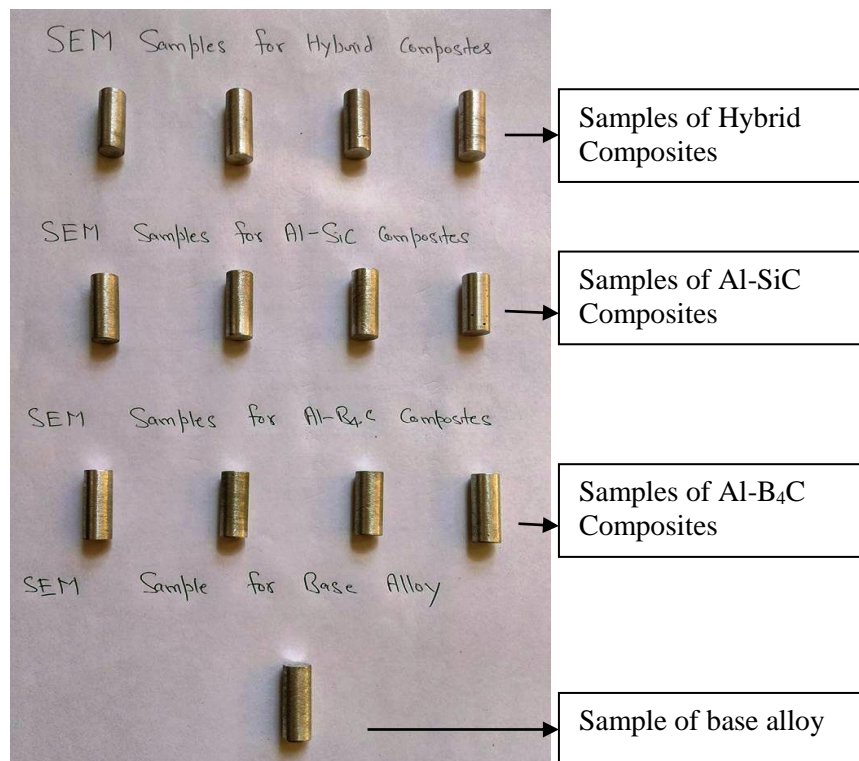 SEM Samples for Hybrid Composites
Samples of Hybrid
Composites
SEM Samples for Al-SiC Composites
Samples of Al-SiC
Composites
SEM Samples for Al-B4C Composites
Samples of Al-B₄C
Composites
SEM Sample for Base Alloy
Sample of base alloy